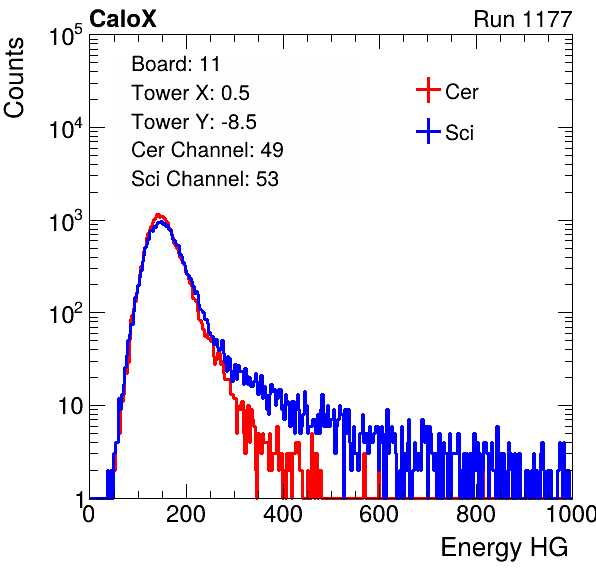 CaloX Run 1177
Counts
10^5
10^4
10^3
10^2
10
1
Board: 11
Tower X: 0.5
Tower Y: -8.5
Cer Channel: 49
Sci Channel: 53
Cer
Sci
0 200 400 600 800 1000
Energy HG